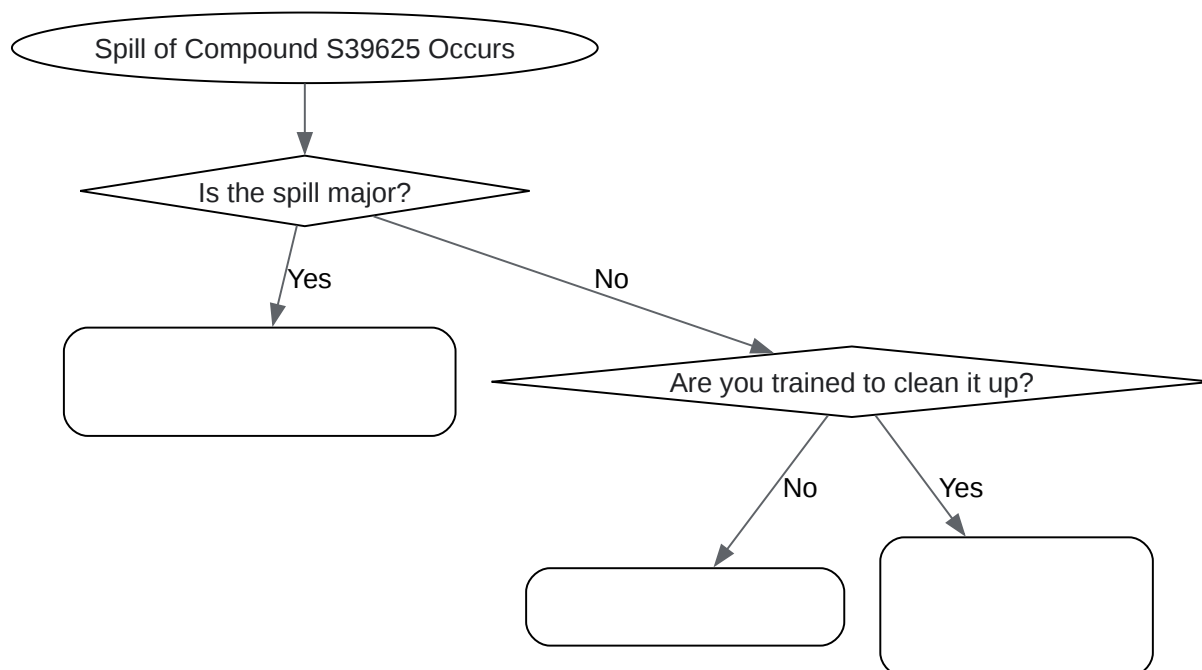 Spill of Compound S39625 Occurs
Is the spill major?
Yes
No
Are you trained to clean it up?
No
Yes